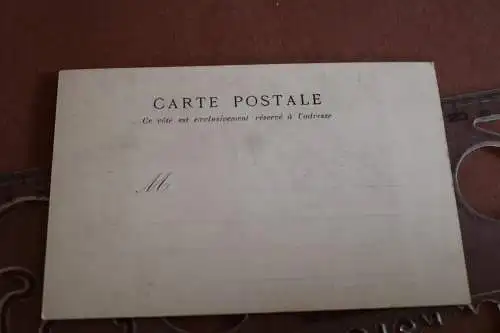 CARTE POSTALE
Ce côté est exclusivement réservé à l'adresse
M